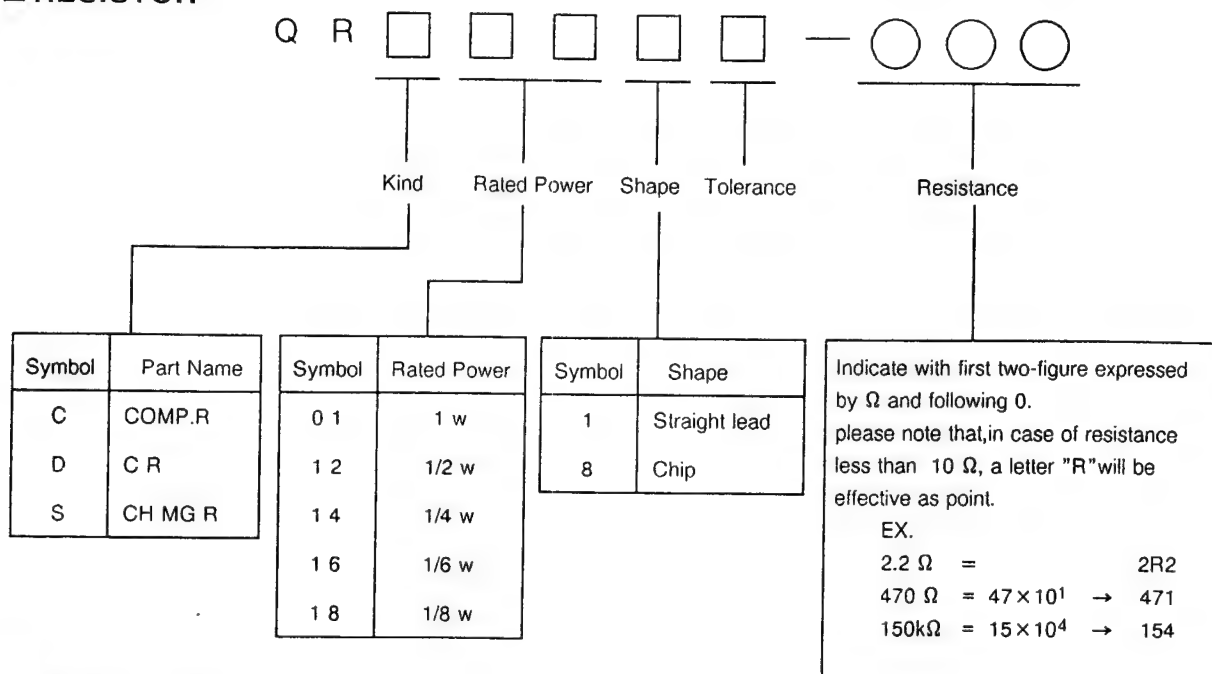 Q R —
Kind Rated Power Shape Tolerance Resistance
Symbol Part Name
C COMP.R
D C R
S CH MG R
Symbol Rated Power
0 1 1 w
1 2 1/2 w
1 4 1/4 w
1 6 1/6 w
1 8 1/8 w
Symbol Shape
1 Straight lead
8 Chip
Indicate with first two-figure expressed
by Ω and following 0.
please note that,in case of resistance
less than 10 Ω, a letter "R"will be
effective as point.
EX.
2.2 Ω = 2R2
470 Ω = 47×10¹ → 471
150kΩ = 15×10⁴ → 154